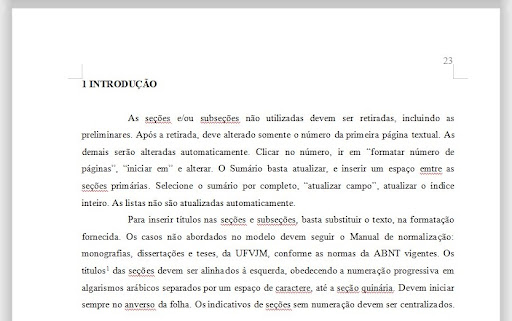 23
1 INTRODUÇÃO
As seções e/ou subseções não utilizadas devem ser retiradas, incluindo as
preliminares. Após a retirada, deve alterado somente o número da primeira página textual. As
demais serão alteradas automaticamente. Clicar no número, ir em “formatar número de
páginas”, “iniciar em” e alterar. O Sumário basta atualizar, e inserir um espaço emtre as
seções primárias. Selecione o sumário por completo, “atualizar campo”, atualizar o índice
inteiro. As listas não são atualizadas automaticamente.
Para inserir títulos nas seções e subseções, basta substituir o texto, na formatação
fornecida. Os casos não abordados no modelo devem seguir o Manual de normalização:
monografias, dissertações e teses, da UFVJM, conforme as normas da ABNT vigentes. Os
títulos¹ das seções devem ser alinhados à esquerda, obedecendo a numeração progressiva em
algarismos arábicos separados por um espaço de caractere, até a seção quinária. Devem iniciar
sempre no anverso da folha. Os indicativos de seções sem numeração devem ser centralizados.